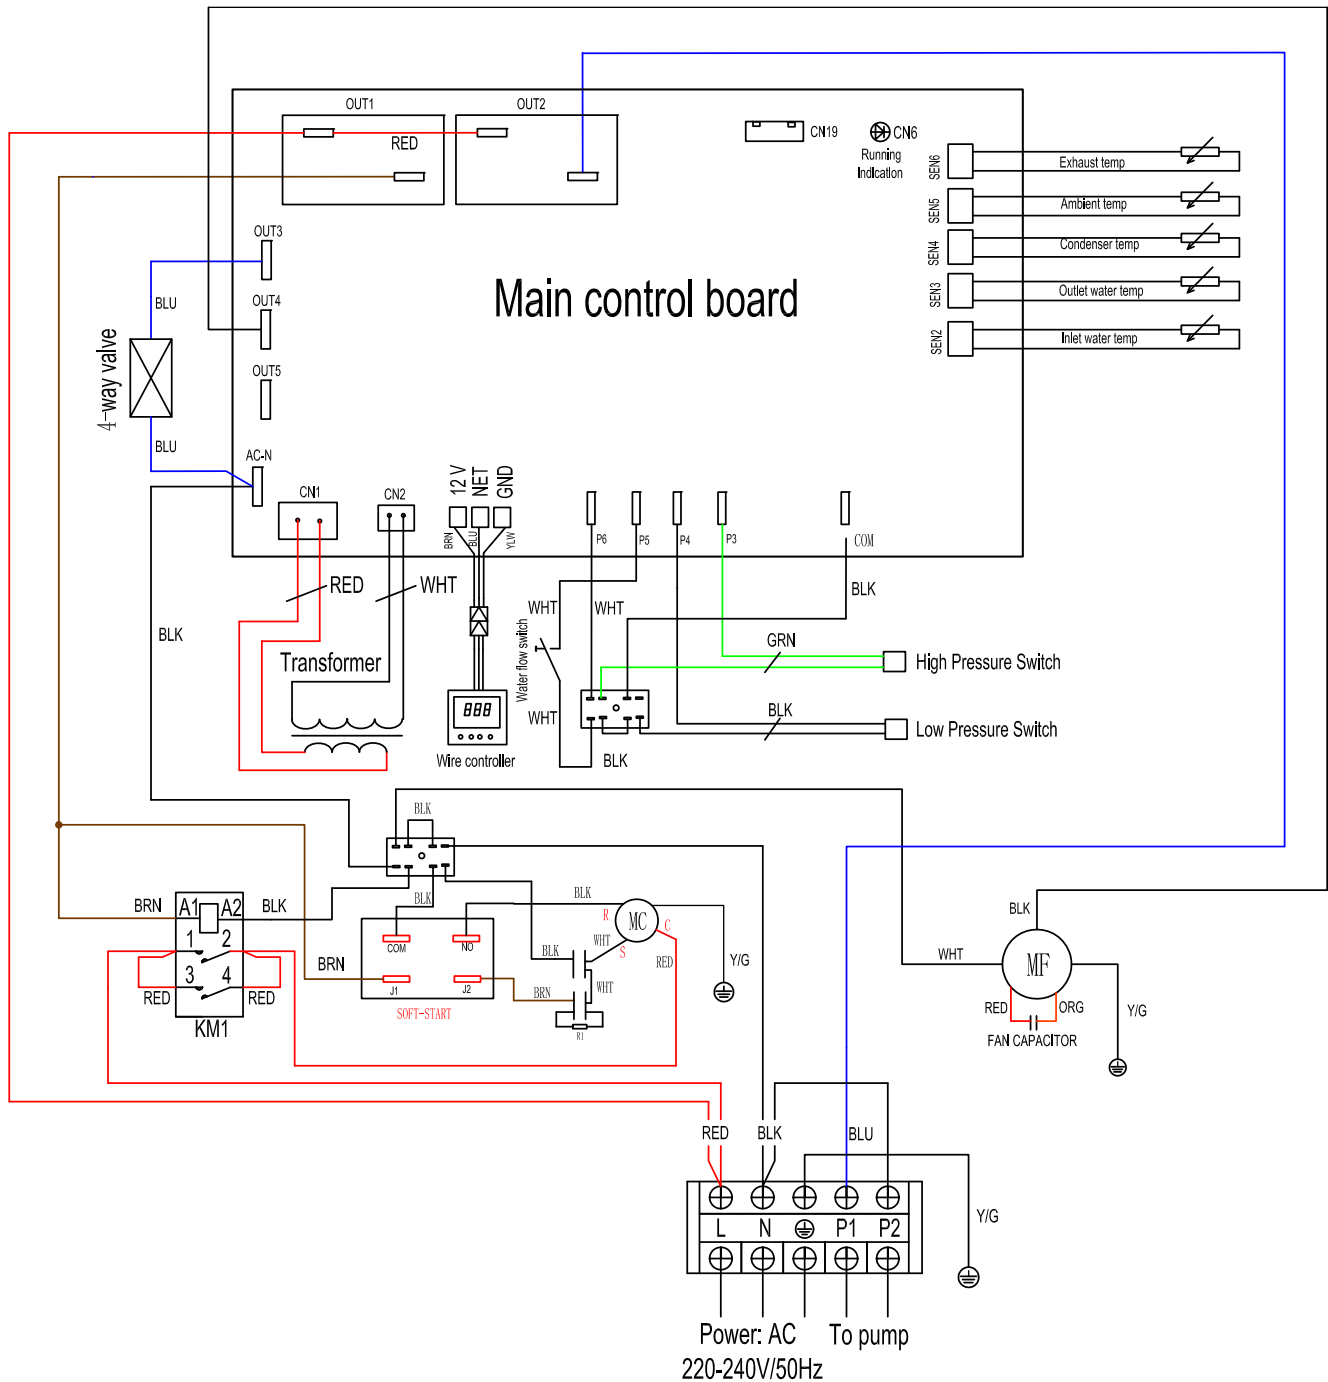 OUT1
OUT2
RED
CN19
CN6
Running
Indication
SEN6
Exhaust temp
SEN5
Ambient temp
SEN4
Condenser temp
SEN3
Outlet water temp
SEN2
Inlet water temp
OUT3
BLU
OUT4
Main control board
4-way valve
OUT5
BLU
AC-N
CN1
CN2
12 V
NET
GND
BRN
BLU
YLW
P6
P5
P4
P3
COM
RED
WHT
BLK
WHT
WHT
BLK
Water flow switch
GRN
Transformer
High Pressure Switch
888
WHT
BLK
Low Pressure Switch
Wire controller
BLK
BLK
BRN
A1
A2
BLK
BLK
BLK
R
MC
C
BLK
1
2
COM
NO
WHT
S
BLK
WHT
MF
BRN
RED
Y/G
3
4
J1
J2
BRN
WHT
RED
RED
KM1
SOFT-START
R1
RED
ORG
Y/G
FAN CAPACITOR
RED
BLK
BLU
Y/G
L
N
P1
P2
Power: AC
To pump
220-240V/50Hz